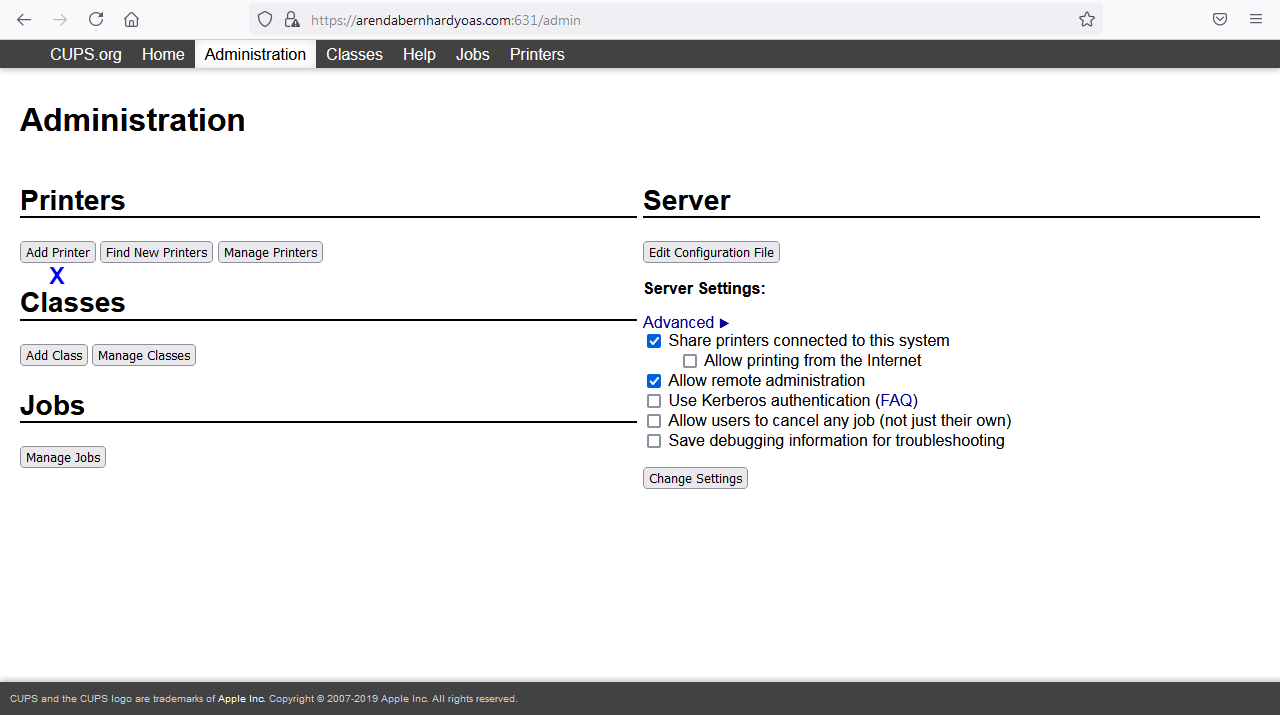 https://arendabernhardyoas.com:631/admin
CUPS.org Home Administration Classes Help Jobs Printers
Administration
Printers
Add Printer Find New Printers Manage Printers
X
Classes
Add Class Manage Classes
Jobs
Manage Jobs
Server
Edit Configuration File
Server Settings:
Advanced ▶
Share printers connected to this system
Allow printing from the Internet
Allow remote administration
Use Kerberos authentication (FAQ)
Allow users to cancel any job (not just their own)
Save debugging information for troubleshooting
Change Settings
CUPS and the CUPS logo are trademarks of Apple Inc. Copyright © 2007-2019 Apple Inc. All rights reserved.